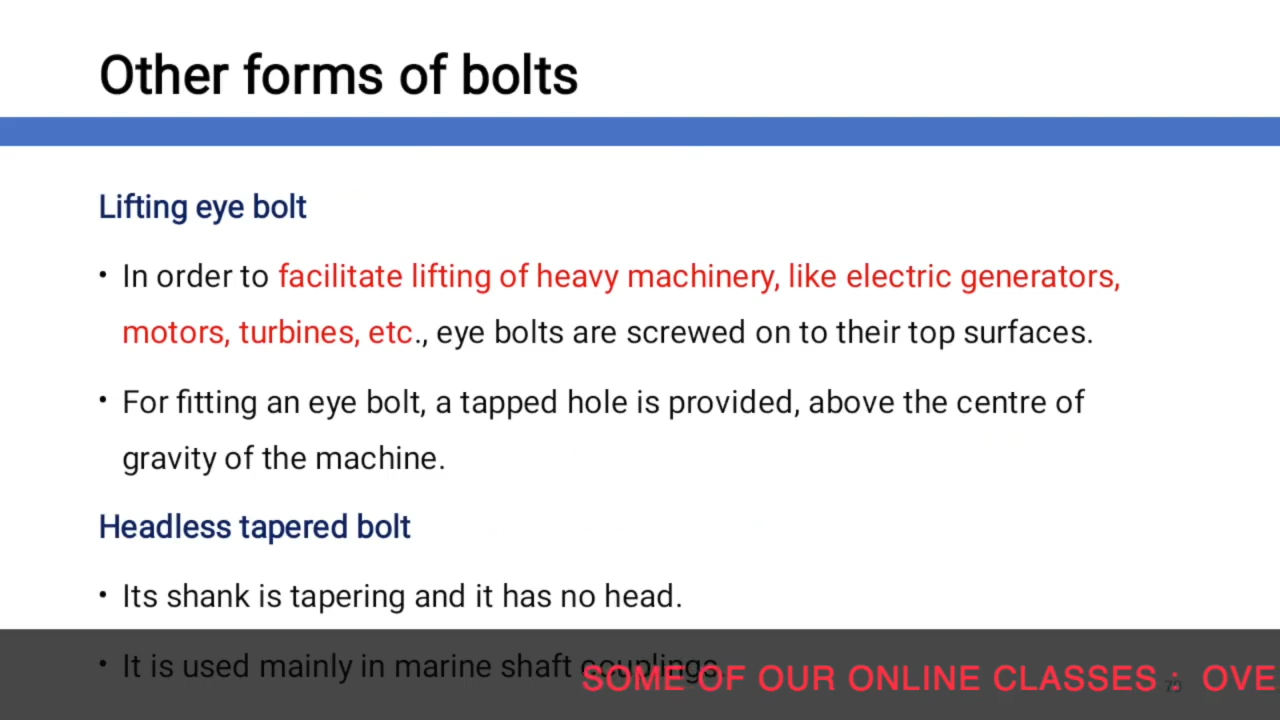 Other forms of bolts
Lifting eye bolt
• In order to facilitate lifting of heavy machinery, like electric generators,
motors, turbines, etc., eye bolts are screwed on to their top surfaces.
• For fitting an eye bolt, a tapped hole is provided, above the centre of
gravity of the machine.
Headless tapered bolt
• Its shank is tapering and it has no head.
• It is used mainly in marine shaft couplings.
SOME OF OUR ONLINE CLASSES : OVE